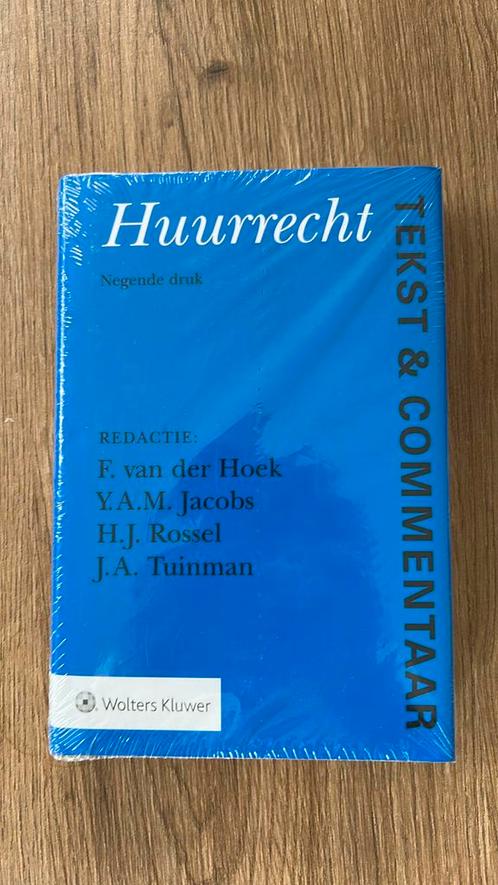 Huurrecht
Negende druk
REDACTIE:
F. van der Hoek
Y.A.M. Jacobs
H.J. Rossel
J.A. Tuinman
Wolters Kluwer
TEKST & COMMENTAAR